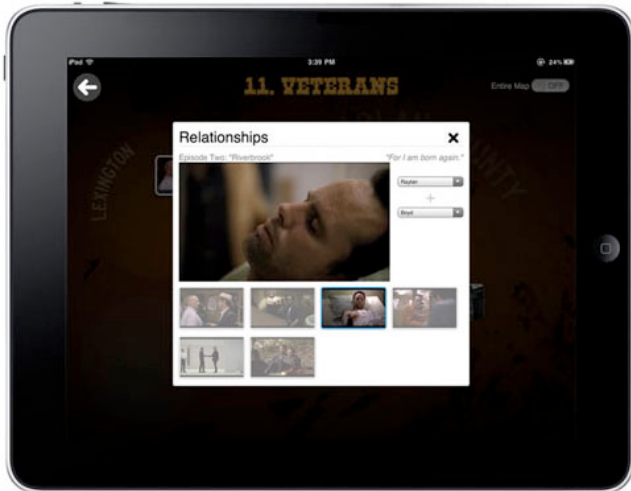 iPod
3:39 PM
24%
11. VETERANS
Entire Map OFF
LEXINGTON
Relationships
Episode Two: "Riverbrook"
"For I am born again."
Raylan
+
Boyd